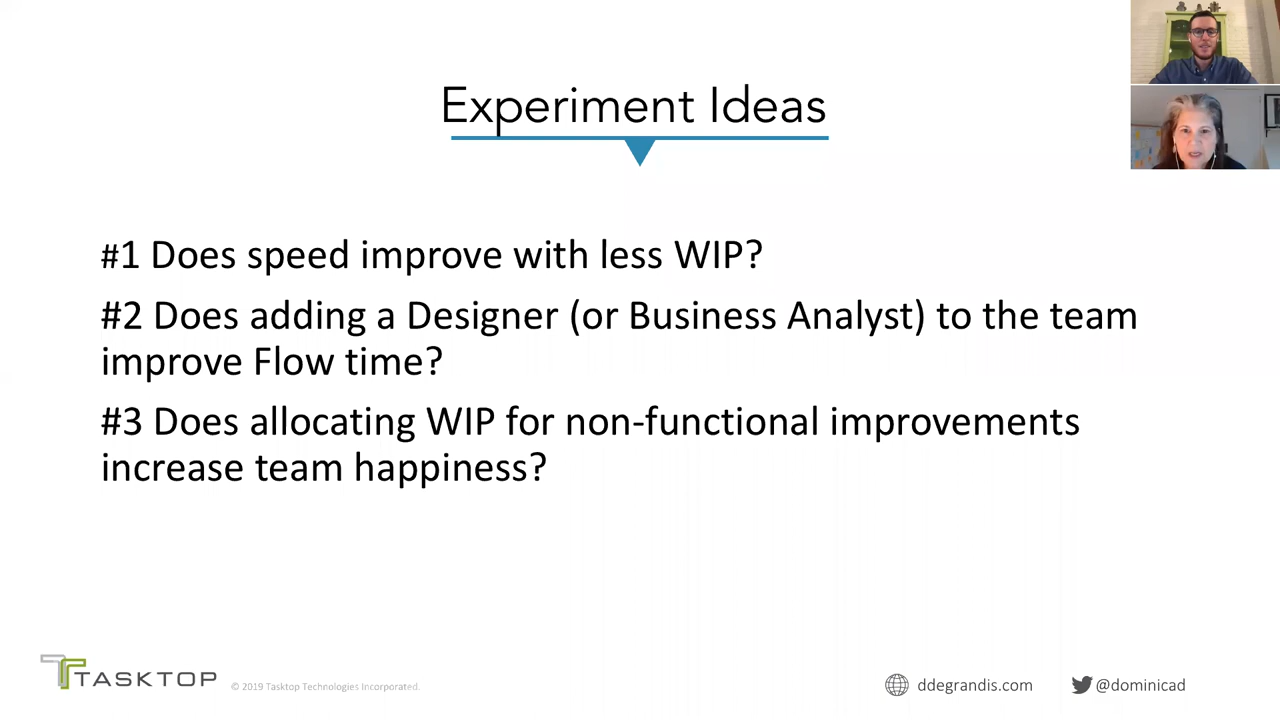 Experiment Ideas
#1 Does speed improve with less WIP?
#2 Does adding a Designer (or Business Analyst) to the team
improve Flow time?
#3 Does allocating WIP for non-functional improvements
increase team happiness?
TASKTOP
© 2019 Tasktop Technologies Incorporated.
ddegrandis.com
@dominicad